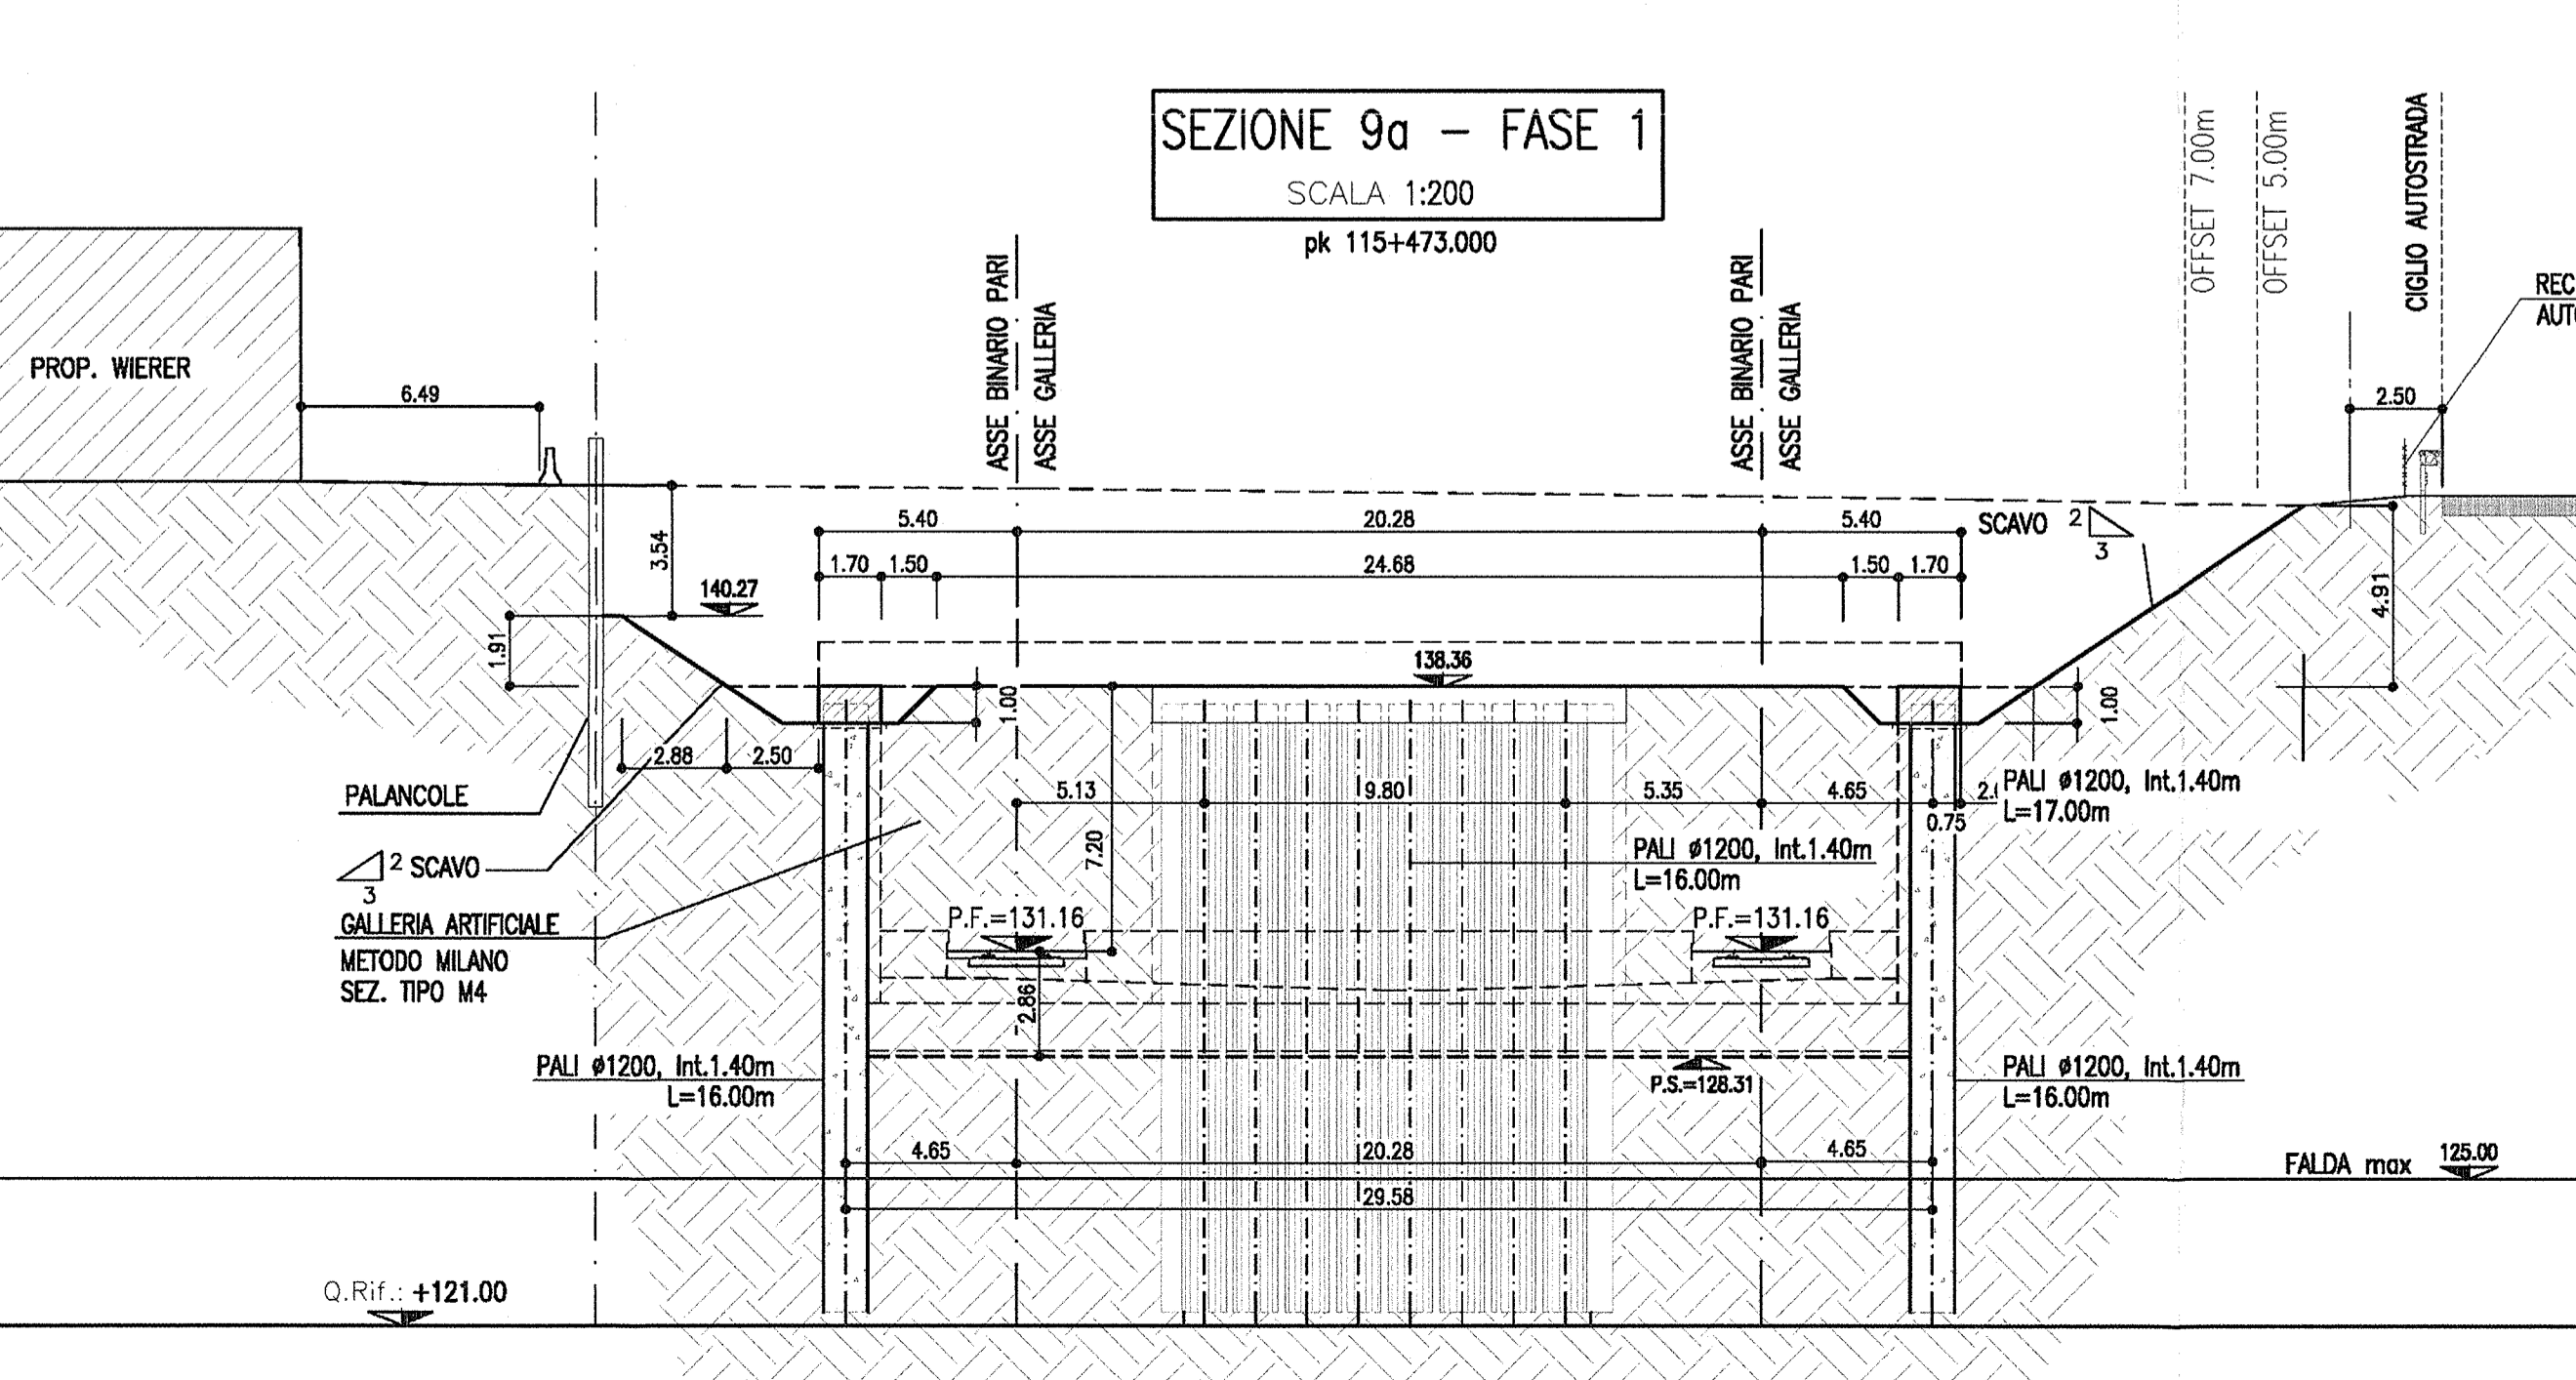 SEZIONE 9a – FASE 1
SCALA 1:200
pk 115+473.000
OFFSET 7.00m
OFFSET 5.00m
CIGLIO AUTOSTRADA
ASSE BINARIO PARI
ASSE GALLERIA
ASSE BINARIO PARI
ASSE GALLERIA
PROP. WIERER
6.49
2.50
5.40
20.28
5.40
SCAVO 2
3
3.54
1.70
1.50
24.68
1.50
1.70
140.27
4.91
1.91
138.36
1.00
1.00
2.88
2.50
PALANCOLE
5.13
9.80
5.35
4.65
0.75
PALI ø1200, Int.1.40m
L=17.00m
7.20
PALI ø1200, Int.1.40m
L=16.00m
2 SCAVO
3
GALLERIA ARTIFICIALE
METODO MILANO
SEZ. TIPO M4
P.F.=131.16
P.F.=131.16
2.86
P.S.=128.31
PALI ø1200, Int.1.40m
L=16.00m
PALI ø1200, Int.1.40m
L=16.00m
4.65
20.28
4.65
FALDA max 125.00
29.58
Q.Rif.: +121.00